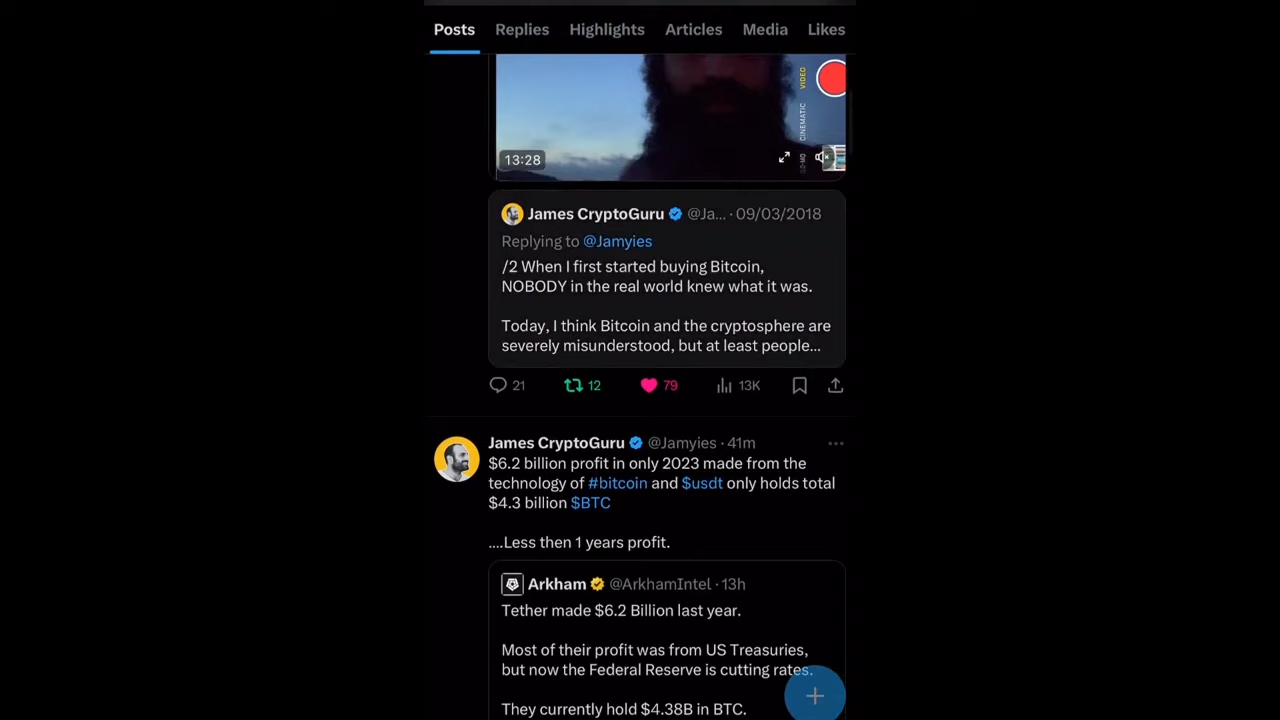 Posts Replies Highlights Articles Media Likes
VIDEO
CINEMATIC
13:28
James CryptoGuru @Ja... · 09/03/2018
Replying to @Jamyies
/2 When I first started buying Bitcoin,
NOBODY in the real world knew what it was.
Today, I think Bitcoin and the cryptosphere are
severely misunderstood, but at least people...
21 12 79 13K
James CryptoGuru @Jamyies · 41m
$6.2 billion profit in only 2023 made from the
technology of #bitcoin and $usdt only holds total
$4.3 billion $BTC
....Less then 1 years profit.
Arkham @ArkhamIntel · 13h
Tether made $6.2 Billion last year.
Most of their profit was from US Treasuries,
but now the Federal Reserve is cutting rates.
They currently hold $4.38B in BTC.